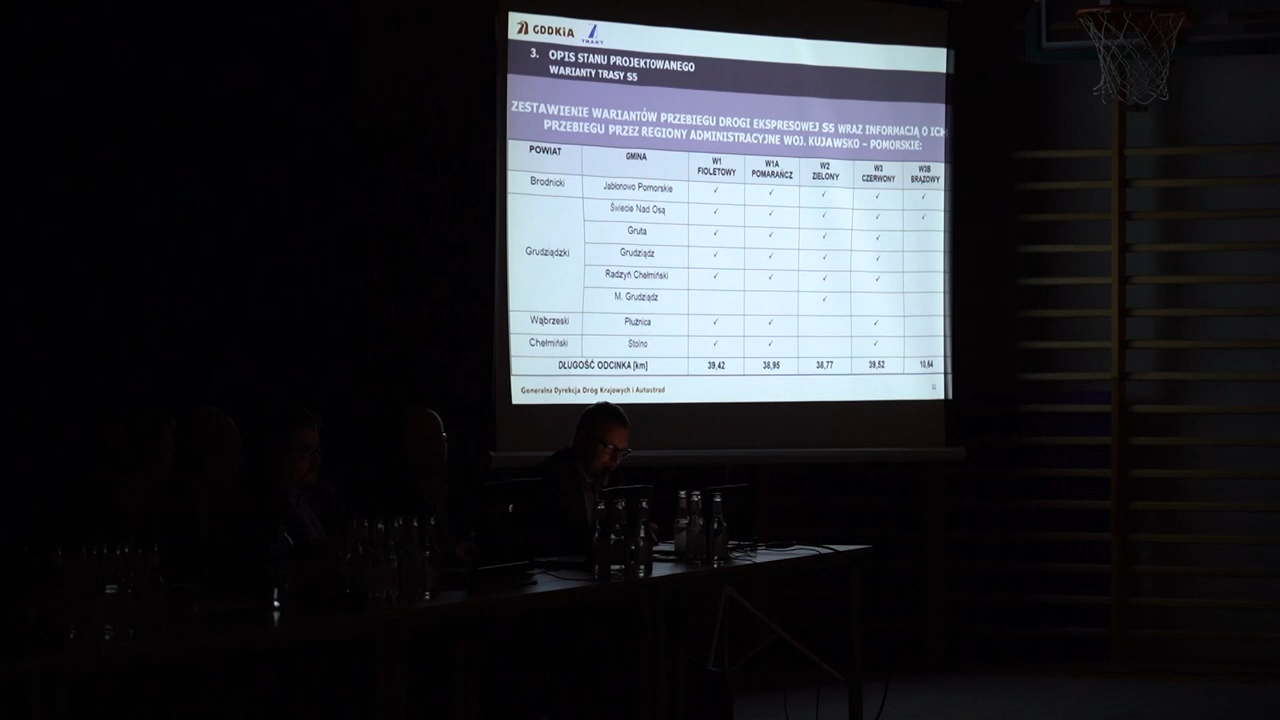 GDDKiA TRAKT
3. OPIS STANU PROJEKTOWANEGO
WARIANTY TRASY S5
ZESTAWIENIE WARIANTÓW PRZEBIEGU DROGI EKSPRESOWEJ S5 WRAZ INFORMACJĄ O ICH
PRZEBIEGU PRZEZ REGIONY ADMINISTRACYJNE WOJ. KUJAWSKO – POMORSKIE:
POWIAT GMINA W1 FIOLETOWY W1A POMARAŃCZ W2 ZIELONY W3 CZERWONY W3B BRĄZOWY
Brodnicki Jabłonowo Pomorskie ✓ ✓ ✓ ✓ ✓
Świecie Nad Osą ✓ ✓ ✓ ✓ ✓
Gruta ✓ ✓ ✓ ✓
Grudziądzki Grudziądz ✓ ✓ ✓ ✓
Radzyń Chełmiński ✓ ✓ ✓ ✓
M. Grudziądz ✓
Wąbrzeski Płużnica ✓ ✓ ✓
Chełmiński Stolno ✓ ✓ ✓
DŁUGOŚĆ ODCINKA [km] 39,42 38,95 38,77 39,52 10,64
Generalna Dyrekcja Dróg Krajowych i Autostrad